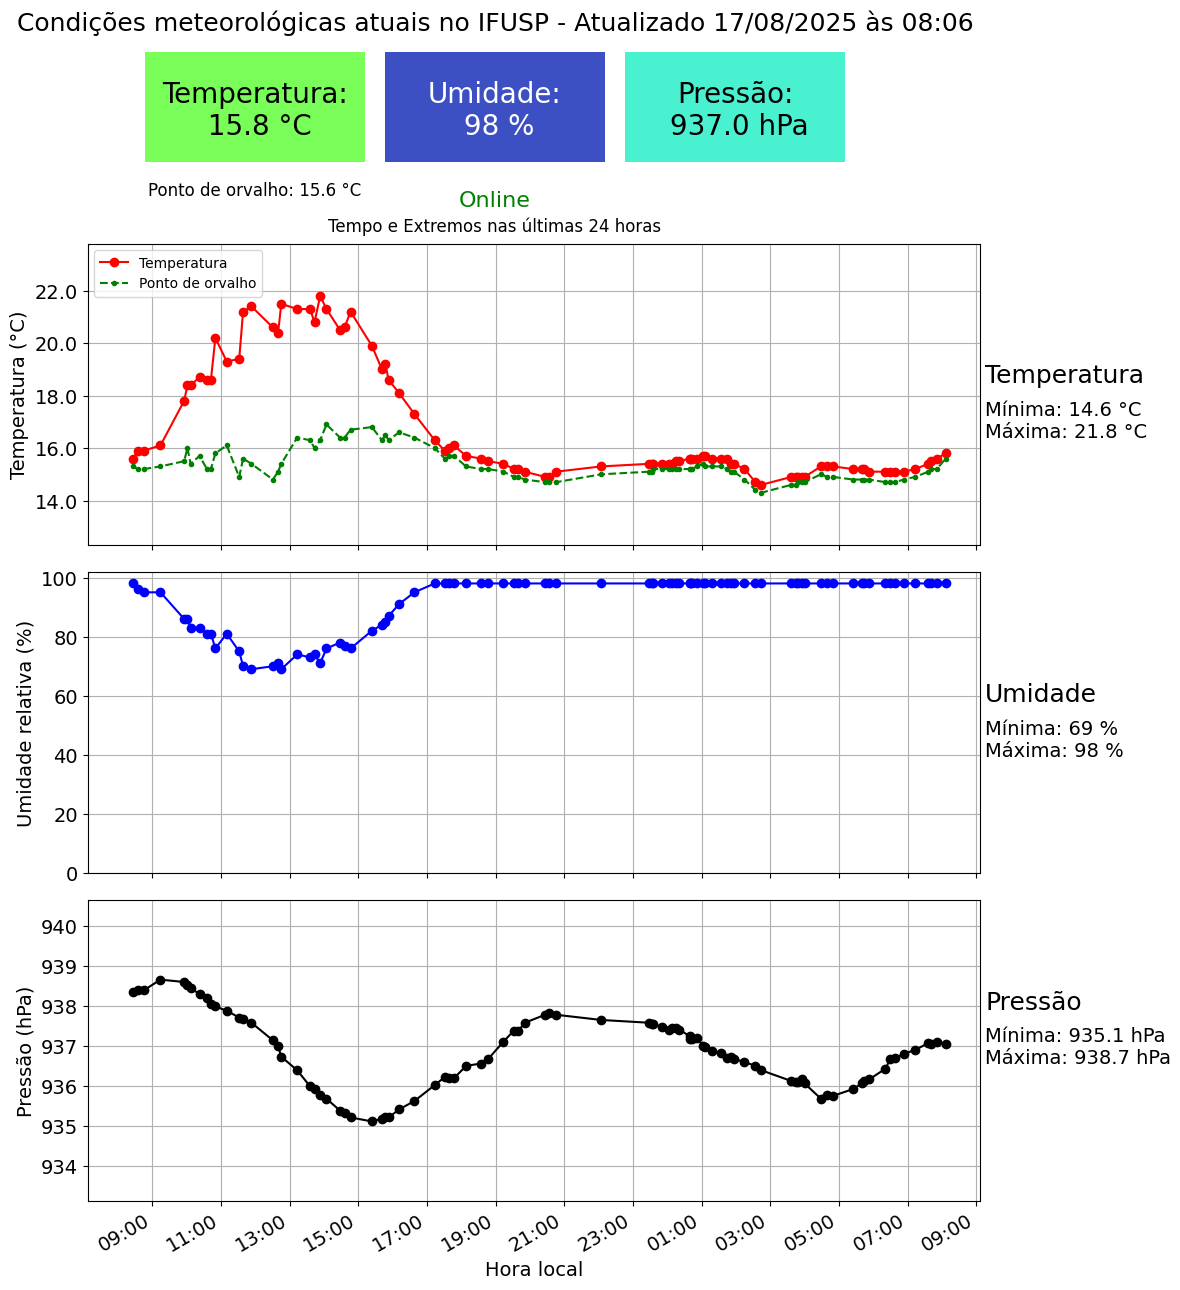 Condições meteorológicas atuais no IFUSP - Atualizado 17/08/2025 às 08:06
Temperatura:
15.8 °C
Umidade:
98 %
Pressão:
937.0 hPa
Ponto de orvalho: 15.6 °C
Online
Tempo e Extremos nas últimas 24 horas
Temperatura
Ponto de orvalho
Temperatura (°C)
22.0
20.0
18.0
16.0
14.0
Temperatura
Mínima: 14.6 °C
Máxima: 21.8 °C
Umidade relativa (%)
100
80
60
40
20
0
Umidade
Mínima: 69 %
Máxima: 98 %
Pressão (hPa)
940
939
938
937
936
935
934
Pressão
Mínima: 935.1 hPa
Máxima: 938.7 hPa
09:00
11:00
13:00
15:00
17:00
19:00
21:00
23:00
01:00
03:00
05:00
07:00
09:00
Hora local